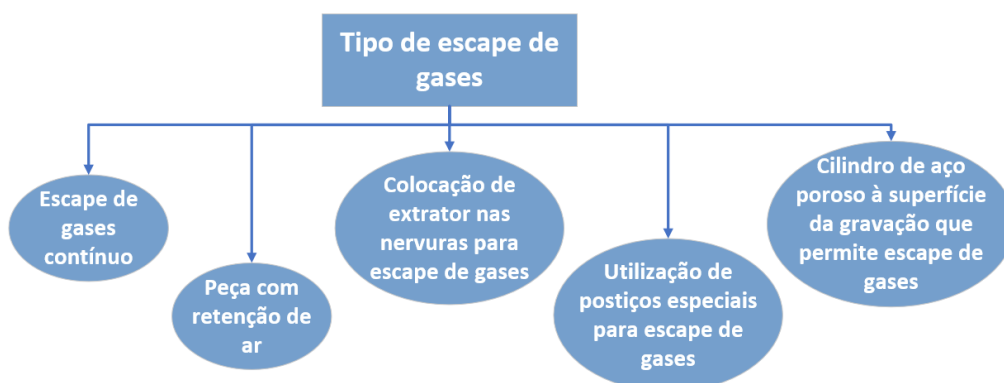 Tipo de escape de
gases
Escape de
gases
contínuo
Peça com
retenção de
ar
Colocação de
extrator nas
nervuras para
escape de gases
Utilização de
postiços especiais
para escape de
gases
Cilindro de aço
poroso à superfície
da gravação que
permite escape de
gases